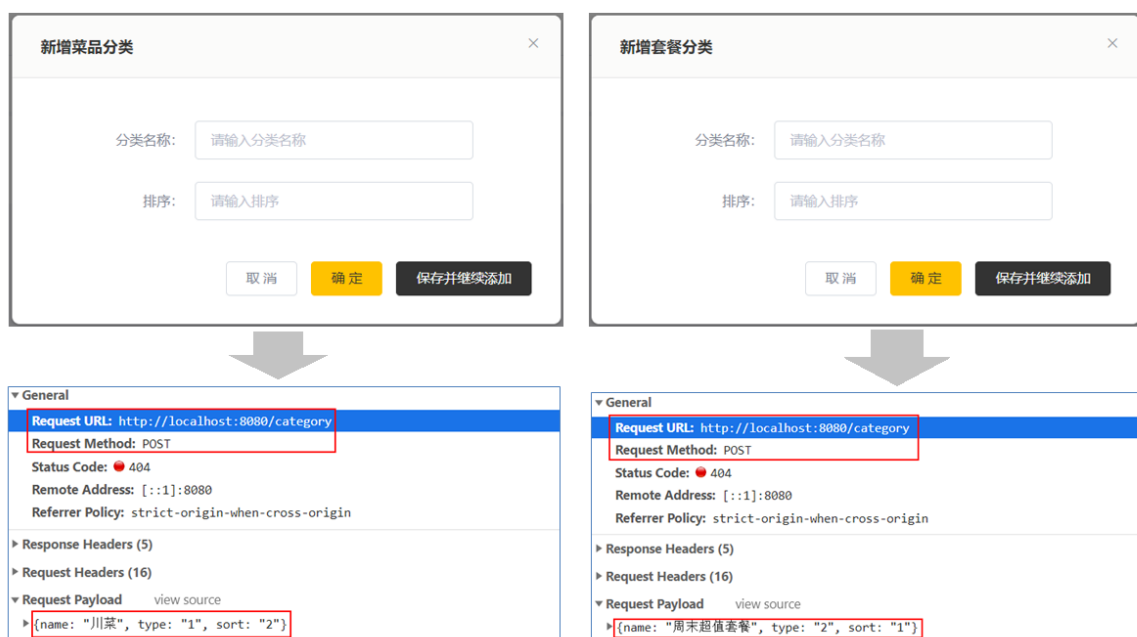 新增菜品分类
×
分类名称:
请输入分类名称
排序:
请输入排序
取 消
确 定
保存并继续添加
General
Request URL: http://localhost:8080/category
Request Method: POST
Status Code: 404
Remote Address: [::1]:8080
Referrer Policy: strict-origin-when-cross-origin
Response Headers (5)
Request Headers (16)
Request Payload view source
{name: "川菜", type: "1", sort: "2"}
新增套餐分类
×
分类名称:
请输入分类名称
排序:
请输入排序
取 消
确 定
保存并继续添加
General
Request URL: http://localhost:8080/category
Request Method: POST
Status Code: 404
Remote Address: [::1]:8080
Referrer Policy: strict-origin-when-cross-origin
Response Headers (5)
Request Headers (16)
Request Payload view source
{name: "周末超值套餐", type: "2", sort: "1"}